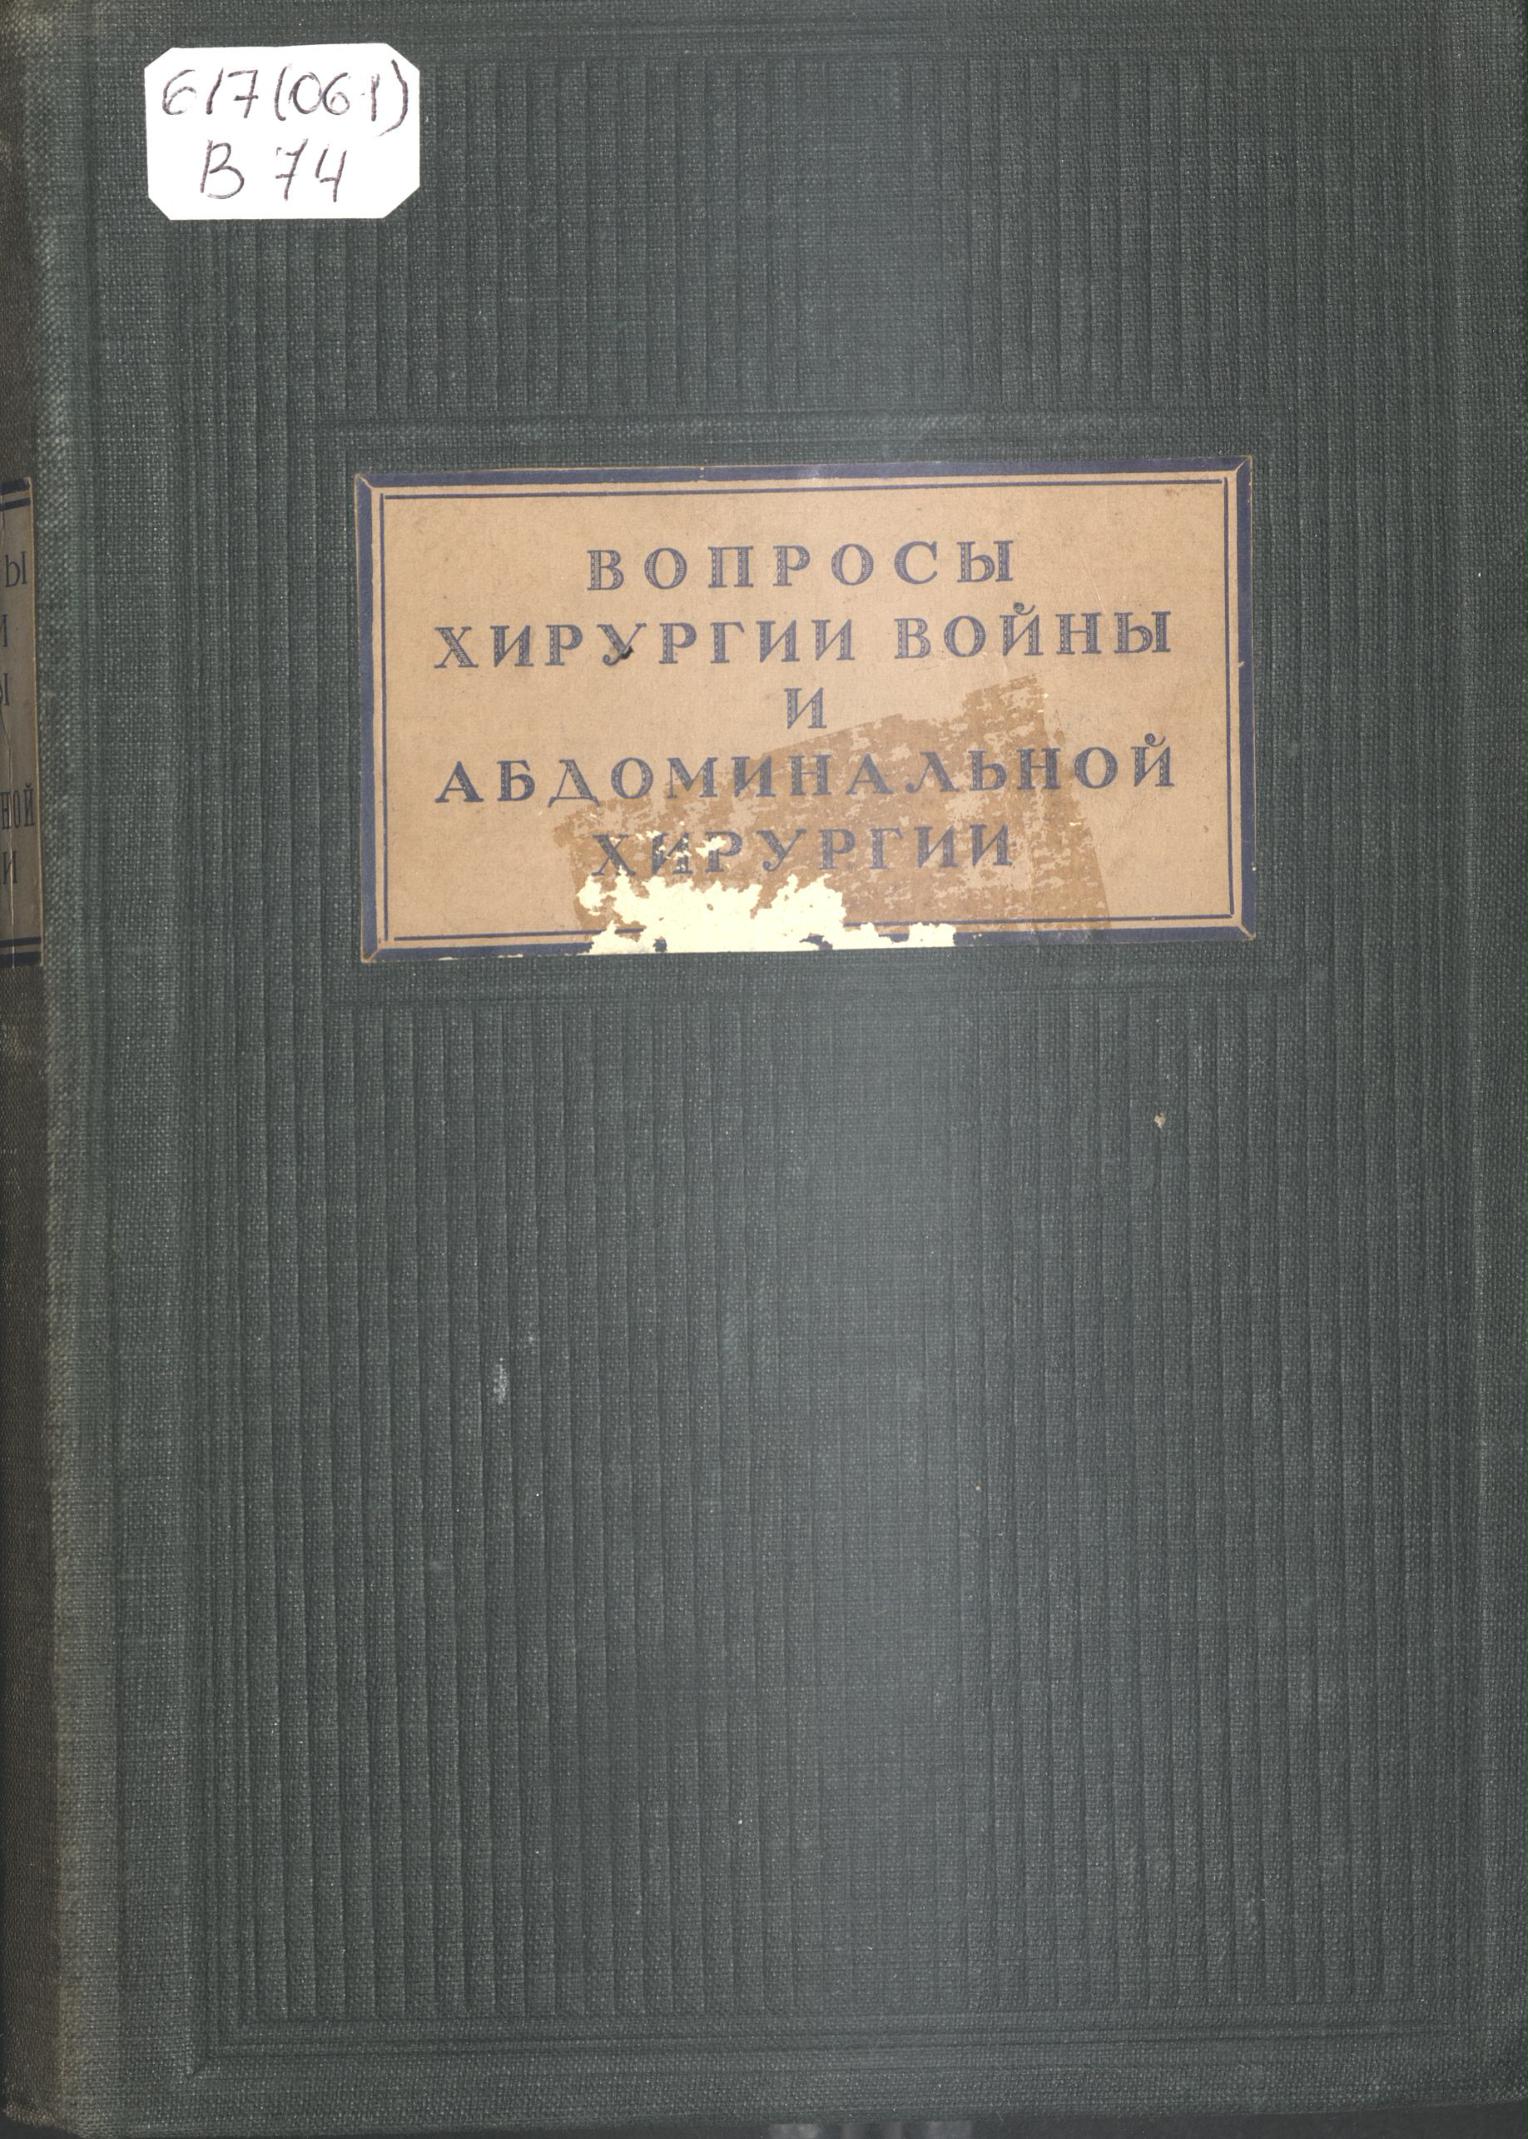 617(061)
В 74
ВОПРОСЫ
ХИРУРГИИ ВОЙНЫ
И
АБДОМИНАЛЬНОЙ
ХИРУРГИИ